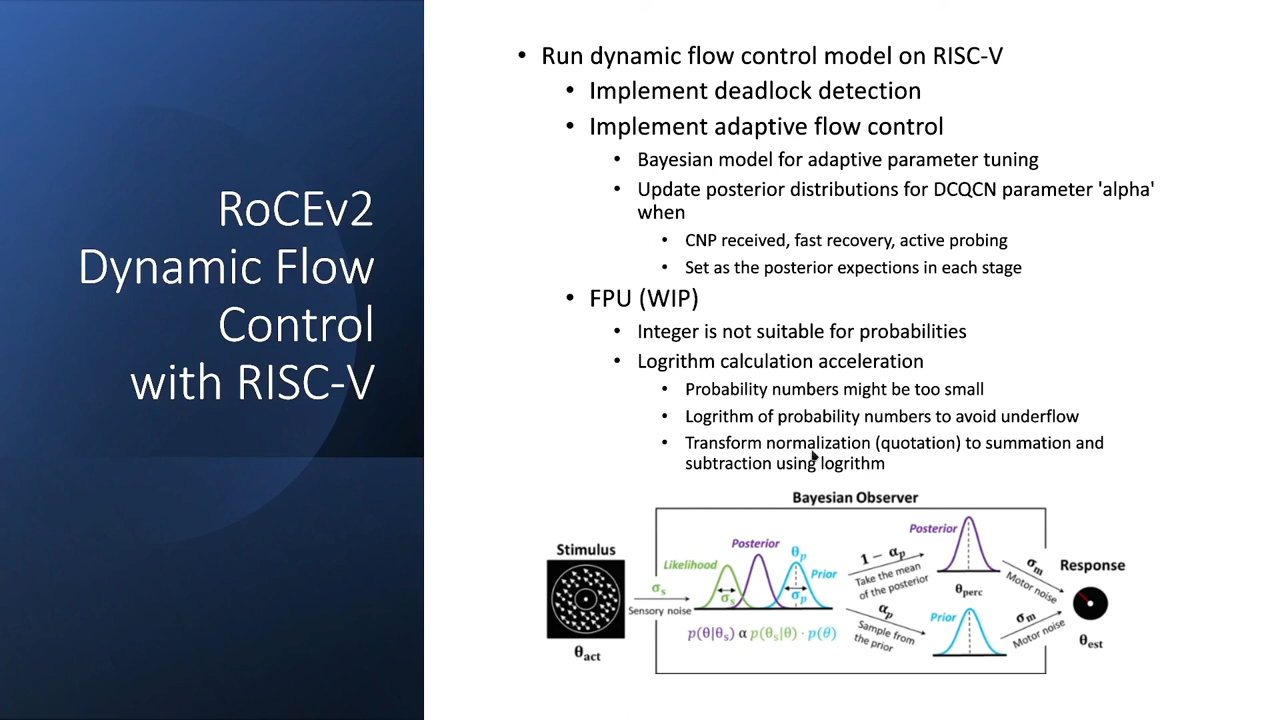 RoCEv2
Dynamic Flow
Control
with RISC-V
• Run dynamic flow control model on RISC-V
• Implement deadlock detection
• Implement adaptive flow control
• Bayesian model for adaptive parameter tuning
• Update posterior distributions for DCQCN parameter 'alpha'
when
• CNP received, fast recovery, active probing
• Set as the posterior expections in each stage
• FPU (WIP)
• Integer is not suitable for probabilities
• Logrithm calculation acceleration
• Probability numbers might be too small
• Logrithm of probability numbers to avoid underflow
• Transform normalization (quotation) to summation and
subtraction using logrithm
Bayesian Observer
Stimulus
θact
σs
Sensory noise
Likelihood
σs
Posterior
θp
Prior
σp
p(θ|θs) α p(θs|θ) · p(θ)
1 − αp
Take the mean
of the posterior
αp
Sample from
the prior
Posterior
θperc
Prior
σm
Motor noise
σm
Motor noise
Response
θest